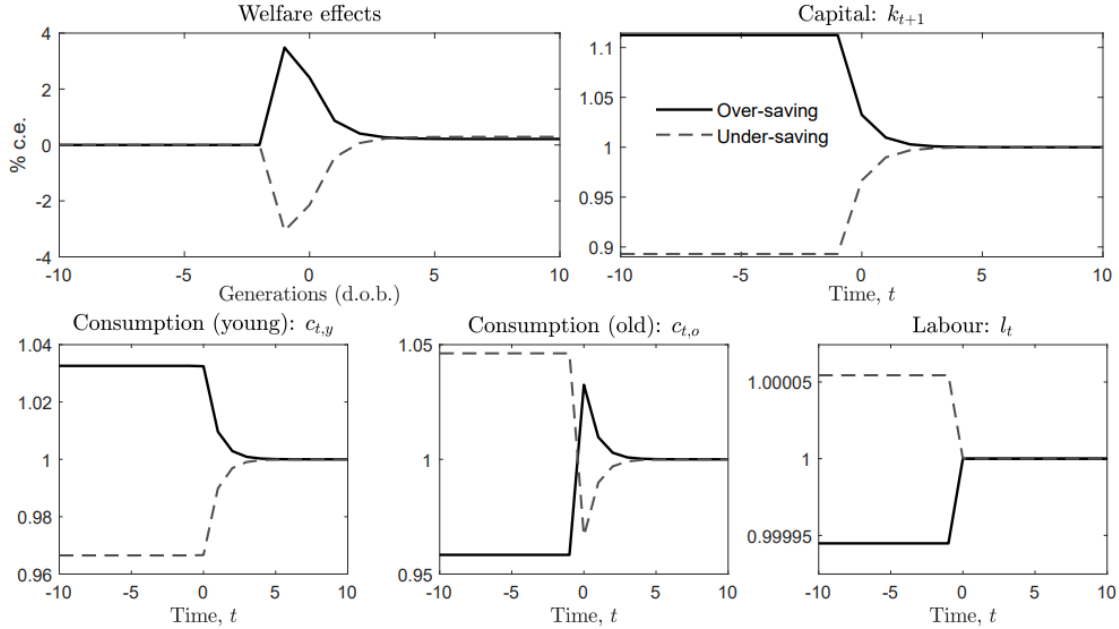 Welfare effects
% c.e.
4
2
0
-2
-4
-10 -5 0 5 10
Generations (d.o.b.)
Capital: k_{t+1}
1.1
1.05
1
0.95
0.9
Over-saving
Under-saving
-10 -5 0 5 10
Time, t
Consumption (young): c_{t,y}
1.04
1.02
1
0.98
0.96
-10 -5 0 5 10
Time, t
Consumption (old): c_{t,o}
1.05
1
0.95
-10 -5 0 5 10
Time, t
Labour: l_t
1.00005
1
0.99995
-10 -5 0 5 10
Time, t